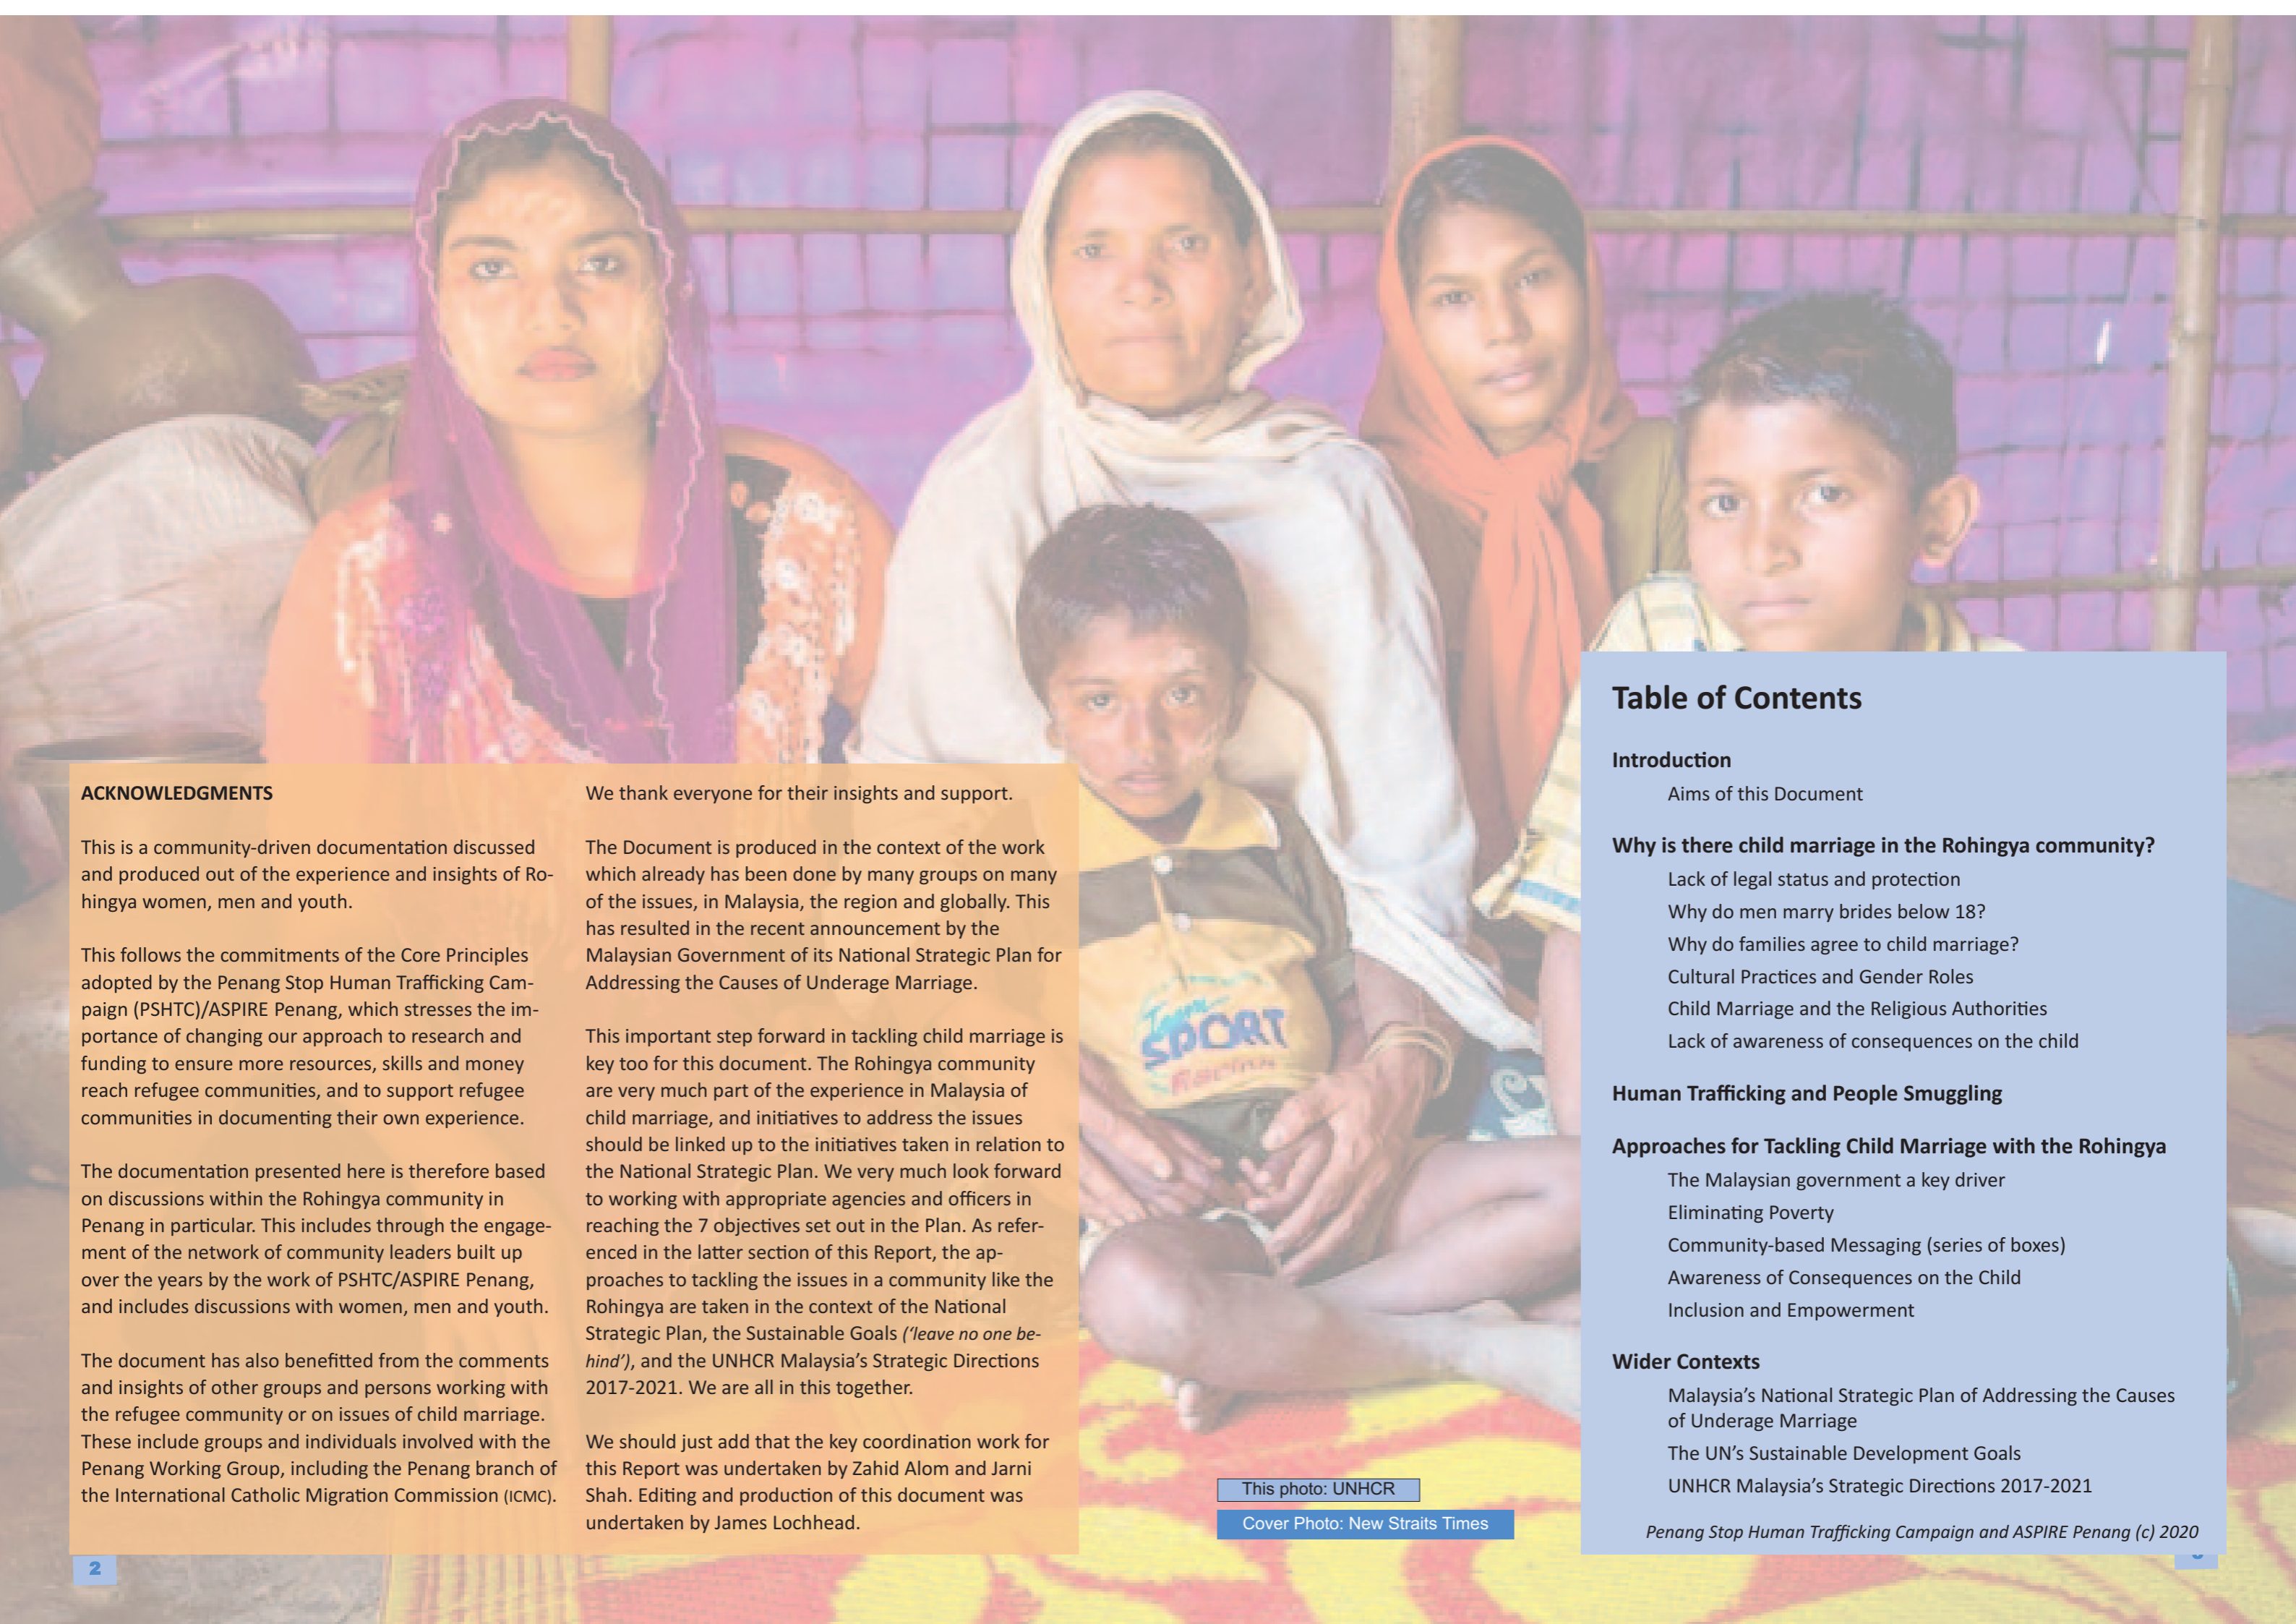 ACKNOWLEDGMENTS
This is a community-driven documentation discussed
and produced out of the experience and insights of Ro-
hingya women, men and youth.
This follows the commitments of the Core Principles
adopted by the Penang Stop Human Trafficking Cam-
paign (PSHTC)/ASPIRE Penang, which stresses the im-
portance of changing our approach to research and
funding to ensure more resources, skills and money
reach refugee communities, and to support refugee
communities in documenting their own experience.
The documentation presented here is therefore based
on discussions within the Rohingya community in
Penang in particular. This includes through the engage-
ment of the network of community leaders built up
over the years by the work of PSHTC/ASPIRE Penang,
and includes discussions with women, men and youth.
The document has also benefitted from the comments
and insights of other groups and persons working with
the refugee community or on issues of child marriage.
These include groups and individuals involved with the
Penang Working Group, including the Penang branch of
the International Catholic Migration Commission (ICMC).
We thank everyone for their insights and support.
The Document is produced in the context of the work
which already has been done by many groups on many
of the issues, in Malaysia, the region and globally. This
has resulted in the recent announcement by the
Malaysian Government of its National Strategic Plan for
Addressing the Causes of Underage Marriage.
This important step forward in tackling child marriage is
key too for this document. The Rohingya community
are very much part of the experience in Malaysia of
child marriage, and initiatives to address the issues
should be linked up to the initiatives taken in relation to
the National Strategic Plan. We very much look forward
to working with appropriate agencies and officers in
reaching the 7 objectives set out in the Plan. As refer-
enced in the latter section of this Report, the ap-
proaches to tackling the issues in a community like the
Rohingya are taken in the context of the National
Strategic Plan, the Sustainable Goals (‘leave no one be-
hind’), and the UNHCR Malaysia’s Strategic Directions
2017-2021. We are all in this together.
We should just add that the key coordination work for
this Report was undertaken by Zahid Alom and Jarni
Shah. Editing and production of this document was
undertaken by James Lochhead.
Team
SPORT
Racing
This photo: UNHCR
Cover Photo: New Straits Times
Table of Contents
Introduction
Aims of this Document
Why is there child marriage in the Rohingya community?
Lack of legal status and protection
Why do men marry brides below 18?
Why do families agree to child marriage?
Cultural Practices and Gender Roles
Child Marriage and the Religious Authorities
Lack of awareness of consequences on the child
Human Trafficking and People Smuggling
Approaches for Tackling Child Marriage with the Rohingya
The Malaysian government a key driver
Eliminating Poverty
Community-based Messaging (series of boxes)
Awareness of Consequences on the Child
Inclusion and Empowerment
Wider Contexts
Malaysia’s National Strategic Plan of Addressing the Causes
of Underage Marriage
The UN’s Sustainable Development Goals
UNHCR Malaysia’s Strategic Directions 2017-2021
Penang Stop Human Trafficking Campaign and ASPIRE Penang (c) 2020
2